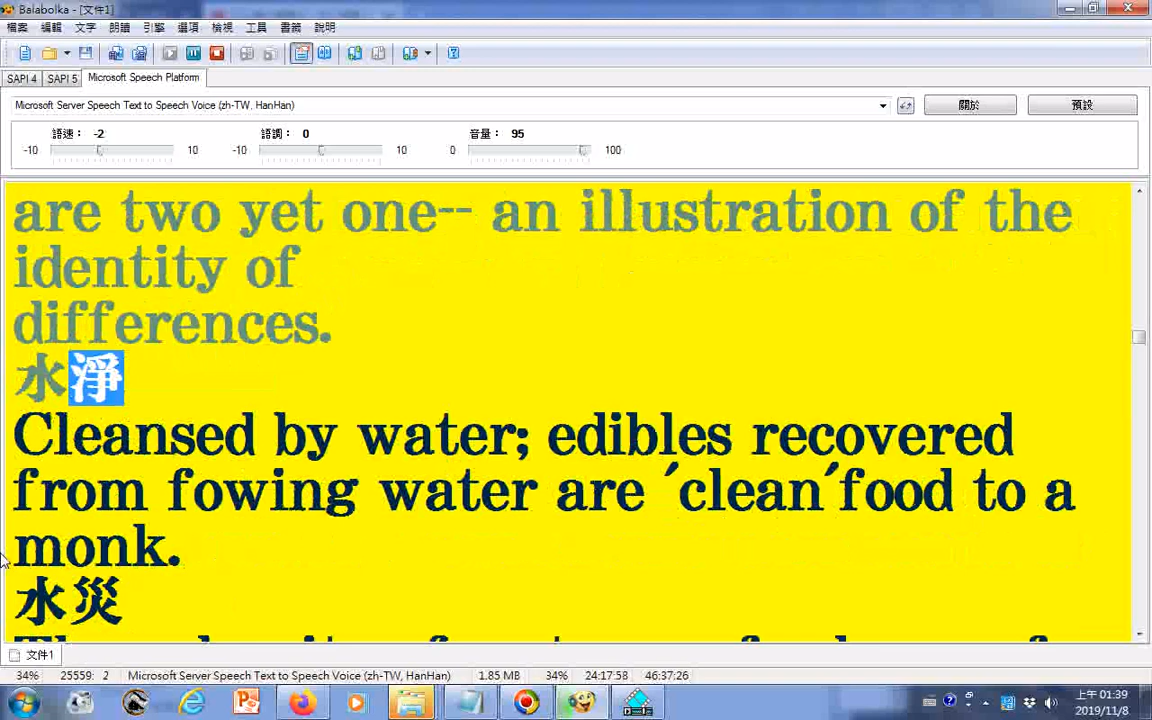 Balabolka - [文件1]
檔案 編輯 文字 朗讀 引擎 選項 檢視 工具 書籤 說明
SAPI 4 SAPI 5 Microsoft Speech Platform
Microsoft Server Speech Text to Speech Voice (zh-TW, HanHan) 關於 預設
語速： -2 語調： 0 音量： 95
-10 10 -10 10 0 100
are two yet one-- an illustration of the
identity of
differences.
水淨
Cleansed by water; edibles recovered
from fowing water are ´clean´food to a
monk.
水災
文件1
34% 25559: 2 Microsoft Server Speech Text to Speech Voice (zh-TW, HanHan) 1.85 MB 34% 24:17:58 46:37:26
上午 01:39
2019/11/8